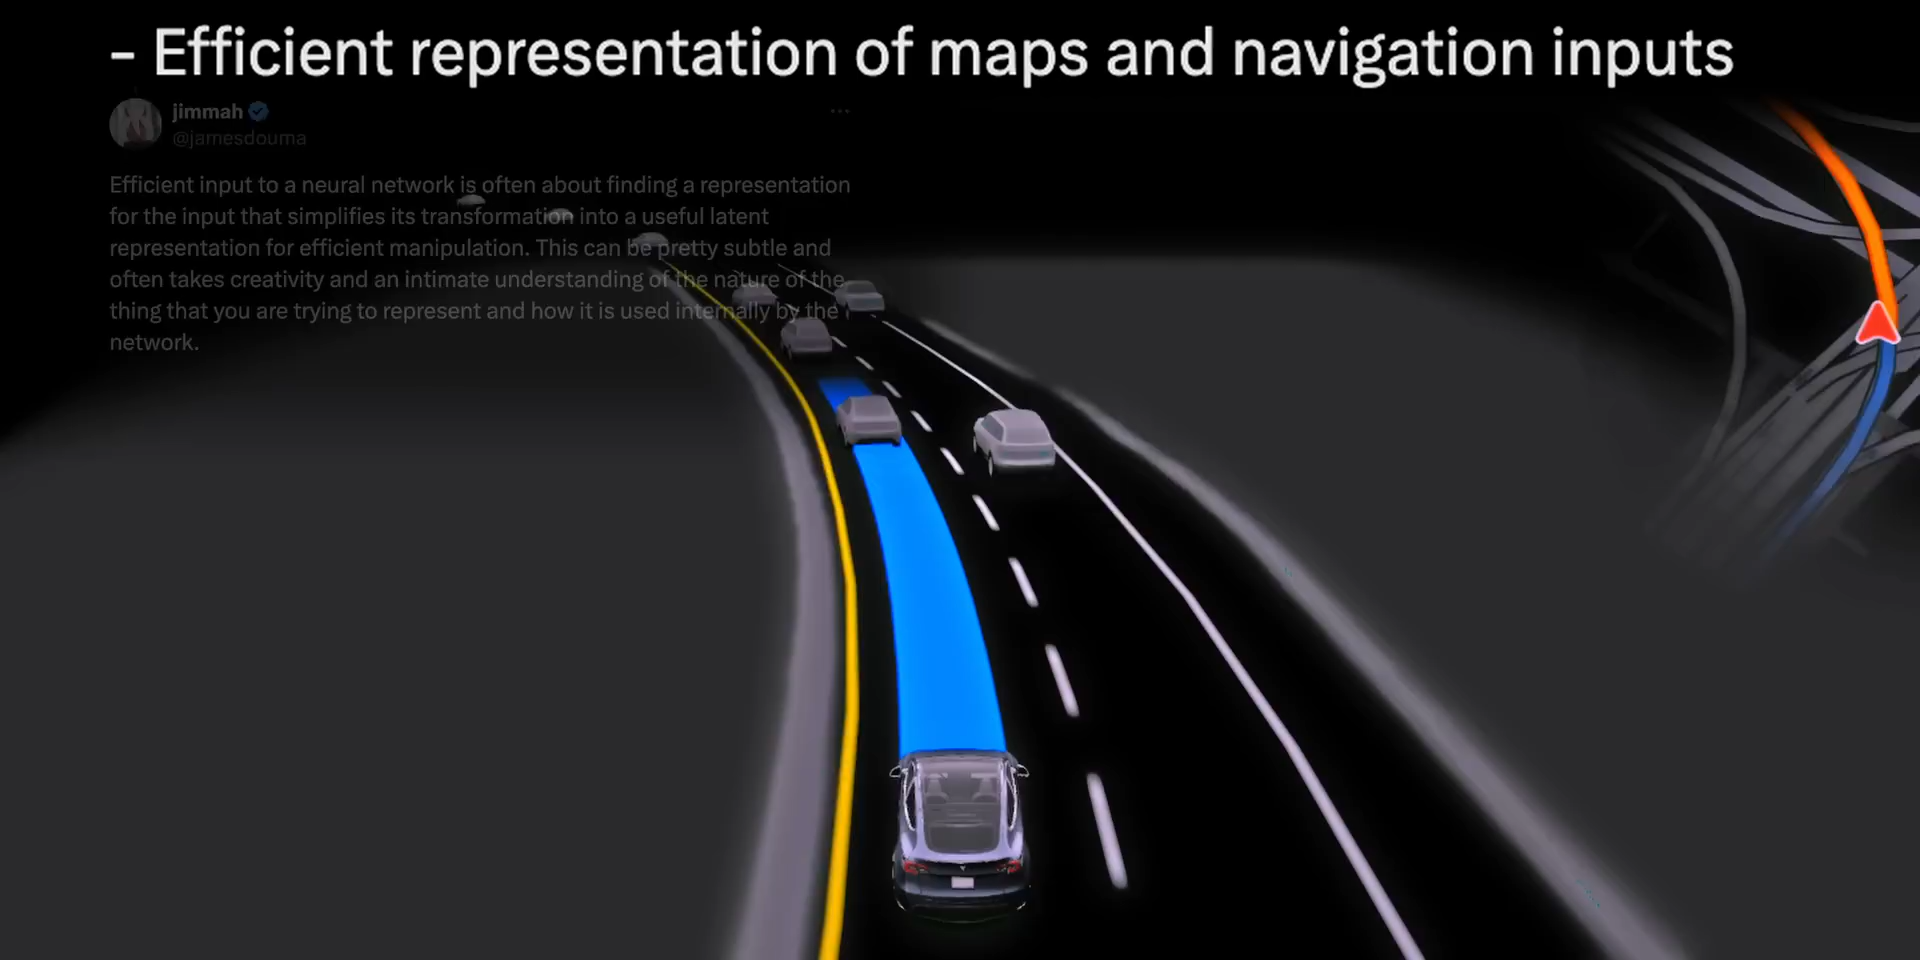 - Efficient representation of maps and navigation inputs
jimmah
@jamesdouma
Efficient input to a neural network is often about finding a representation
for the input that simplifies its transformation into a useful latent
representation for efficient manipulation. This can be pretty subtle and
often takes creativity and an intimate understanding of the nature of the
thing that you are trying to represent and how it is used internally by the
network.